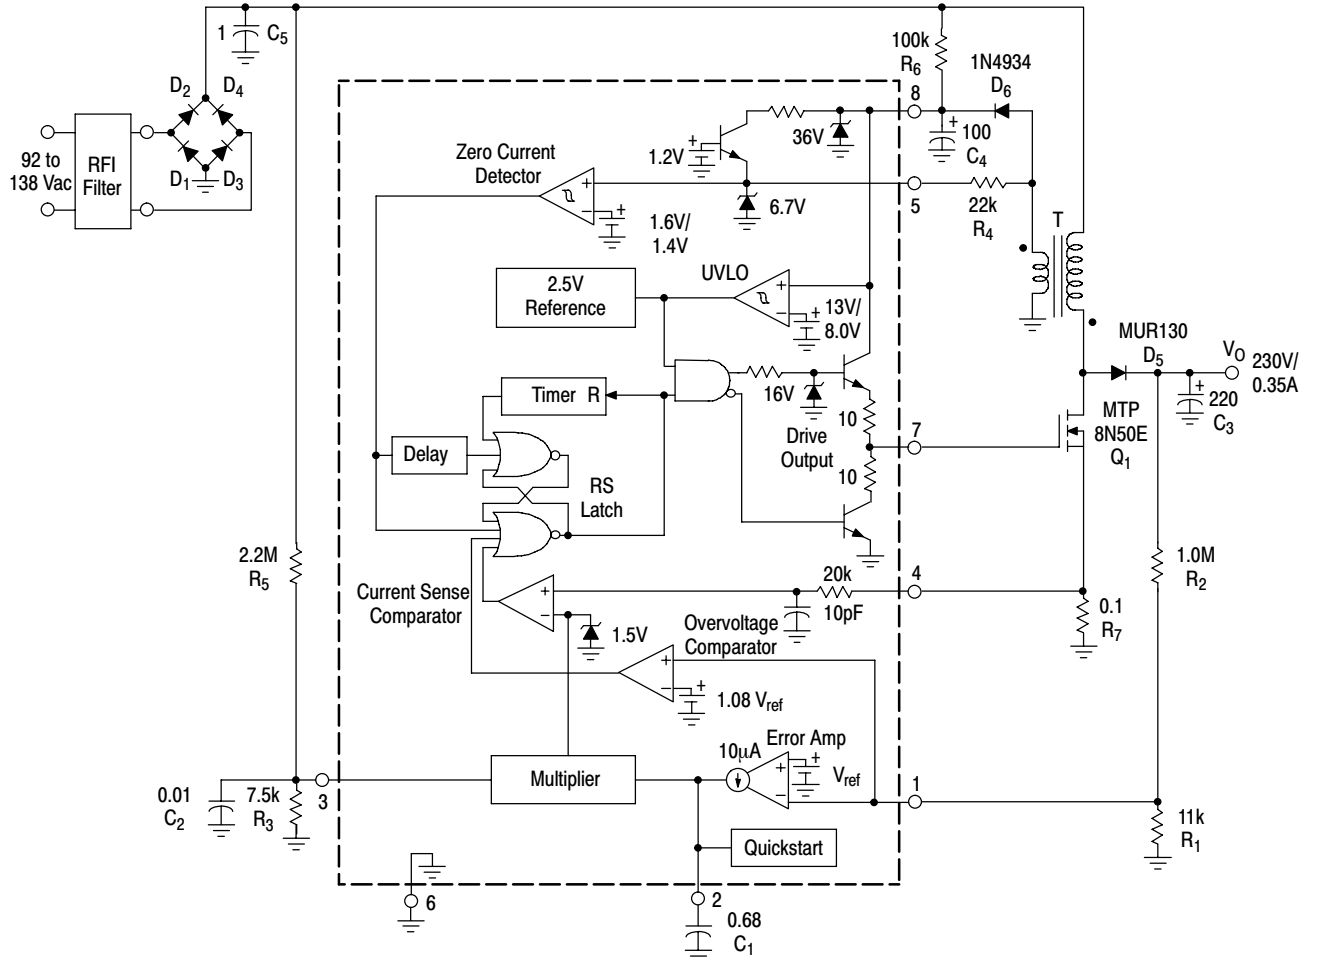 1
C5
100k
R6
1N4934
D6
D2
D4
8
36V
100
C4
1.2V
92 to
138 Vac
RFI
Filter
D1
D3
Zero Current
Detector
+
−
+
1.6V/
1.4V
6.7V
5
22k
R4
T
2.5V
Reference
UVLO
+
−
+
13V/
8.0V
MUR130
D5
VO
230V/
0.35A
Timer R
16V
10
10
Drive
Output
7
MTP
8N50E
Q1
+
220
C3
Delay
RS
Latch
2.2M
R5
1.0M
R2
Current Sense
Comparator
+
−
1.5V
20k
10pF
4
0.1
R7
Overvoltage
Comparator
+
−
+
1.08 Vref
Multiplier
10µA
Error Amp
+
−
+
Vref
1
0.01
C2
7.5k
R3
3
11k
R1
Quickstart
6
2
0.68
C1